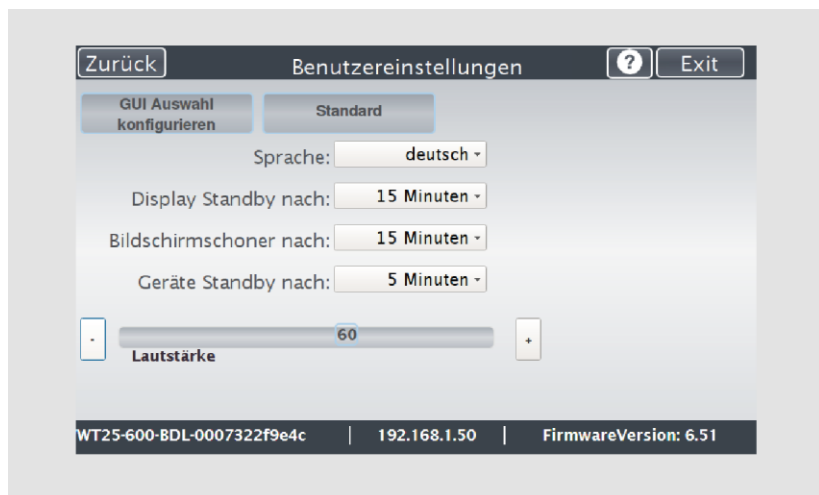 Zurück Benutzereinstellungen ? Exit
GUI Auswahl
konfigurieren
Standard
Sprache: deutsch
Display Standby nach: 15 Minuten
Bildschirmschoner nach: 15 Minuten
Geräte Standby nach: 5 Minuten
- 60 +
Lautstärke
WT25-600-BDL-0007322f9e4c | 192.168.1.50 | FirmwareVersion: 6.51